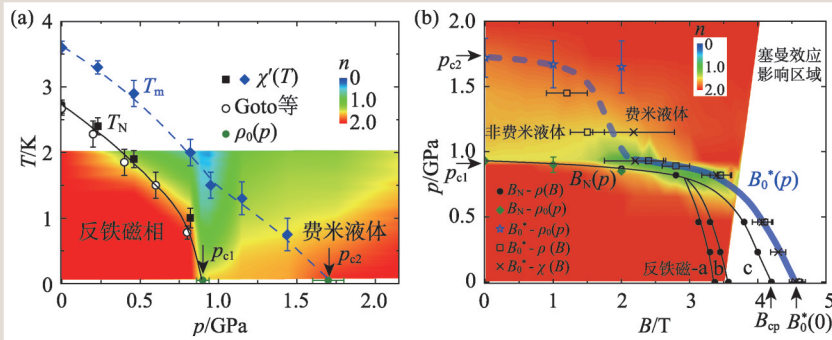 (a)
4
3
2
1
0
T/K
0
0.5
1.0
1.5
2.0
p/GPa
n
0
1.0
2.0
χ′(T)
Goto等
ρ₀(p)
Tm
TN
反铁磁相
费米液体
pc1
pc2
(b)
2.0
1.5
1.0
0.5
0
p/GPa
0
1
2
3
4
5
B/T
pc2
pc1
n
0
1.0
2.0
塞曼效应
影响区域
费米液体
非费米液体
BN(p)
B₀*(p)
BN-ρ(B)
BN-ρ₀(p)
B₀*-ρ₀(p)
B₀*-ρ(B)
B₀*-χ(B)
反铁磁-a
b
c
Bcp
B₀*(0)